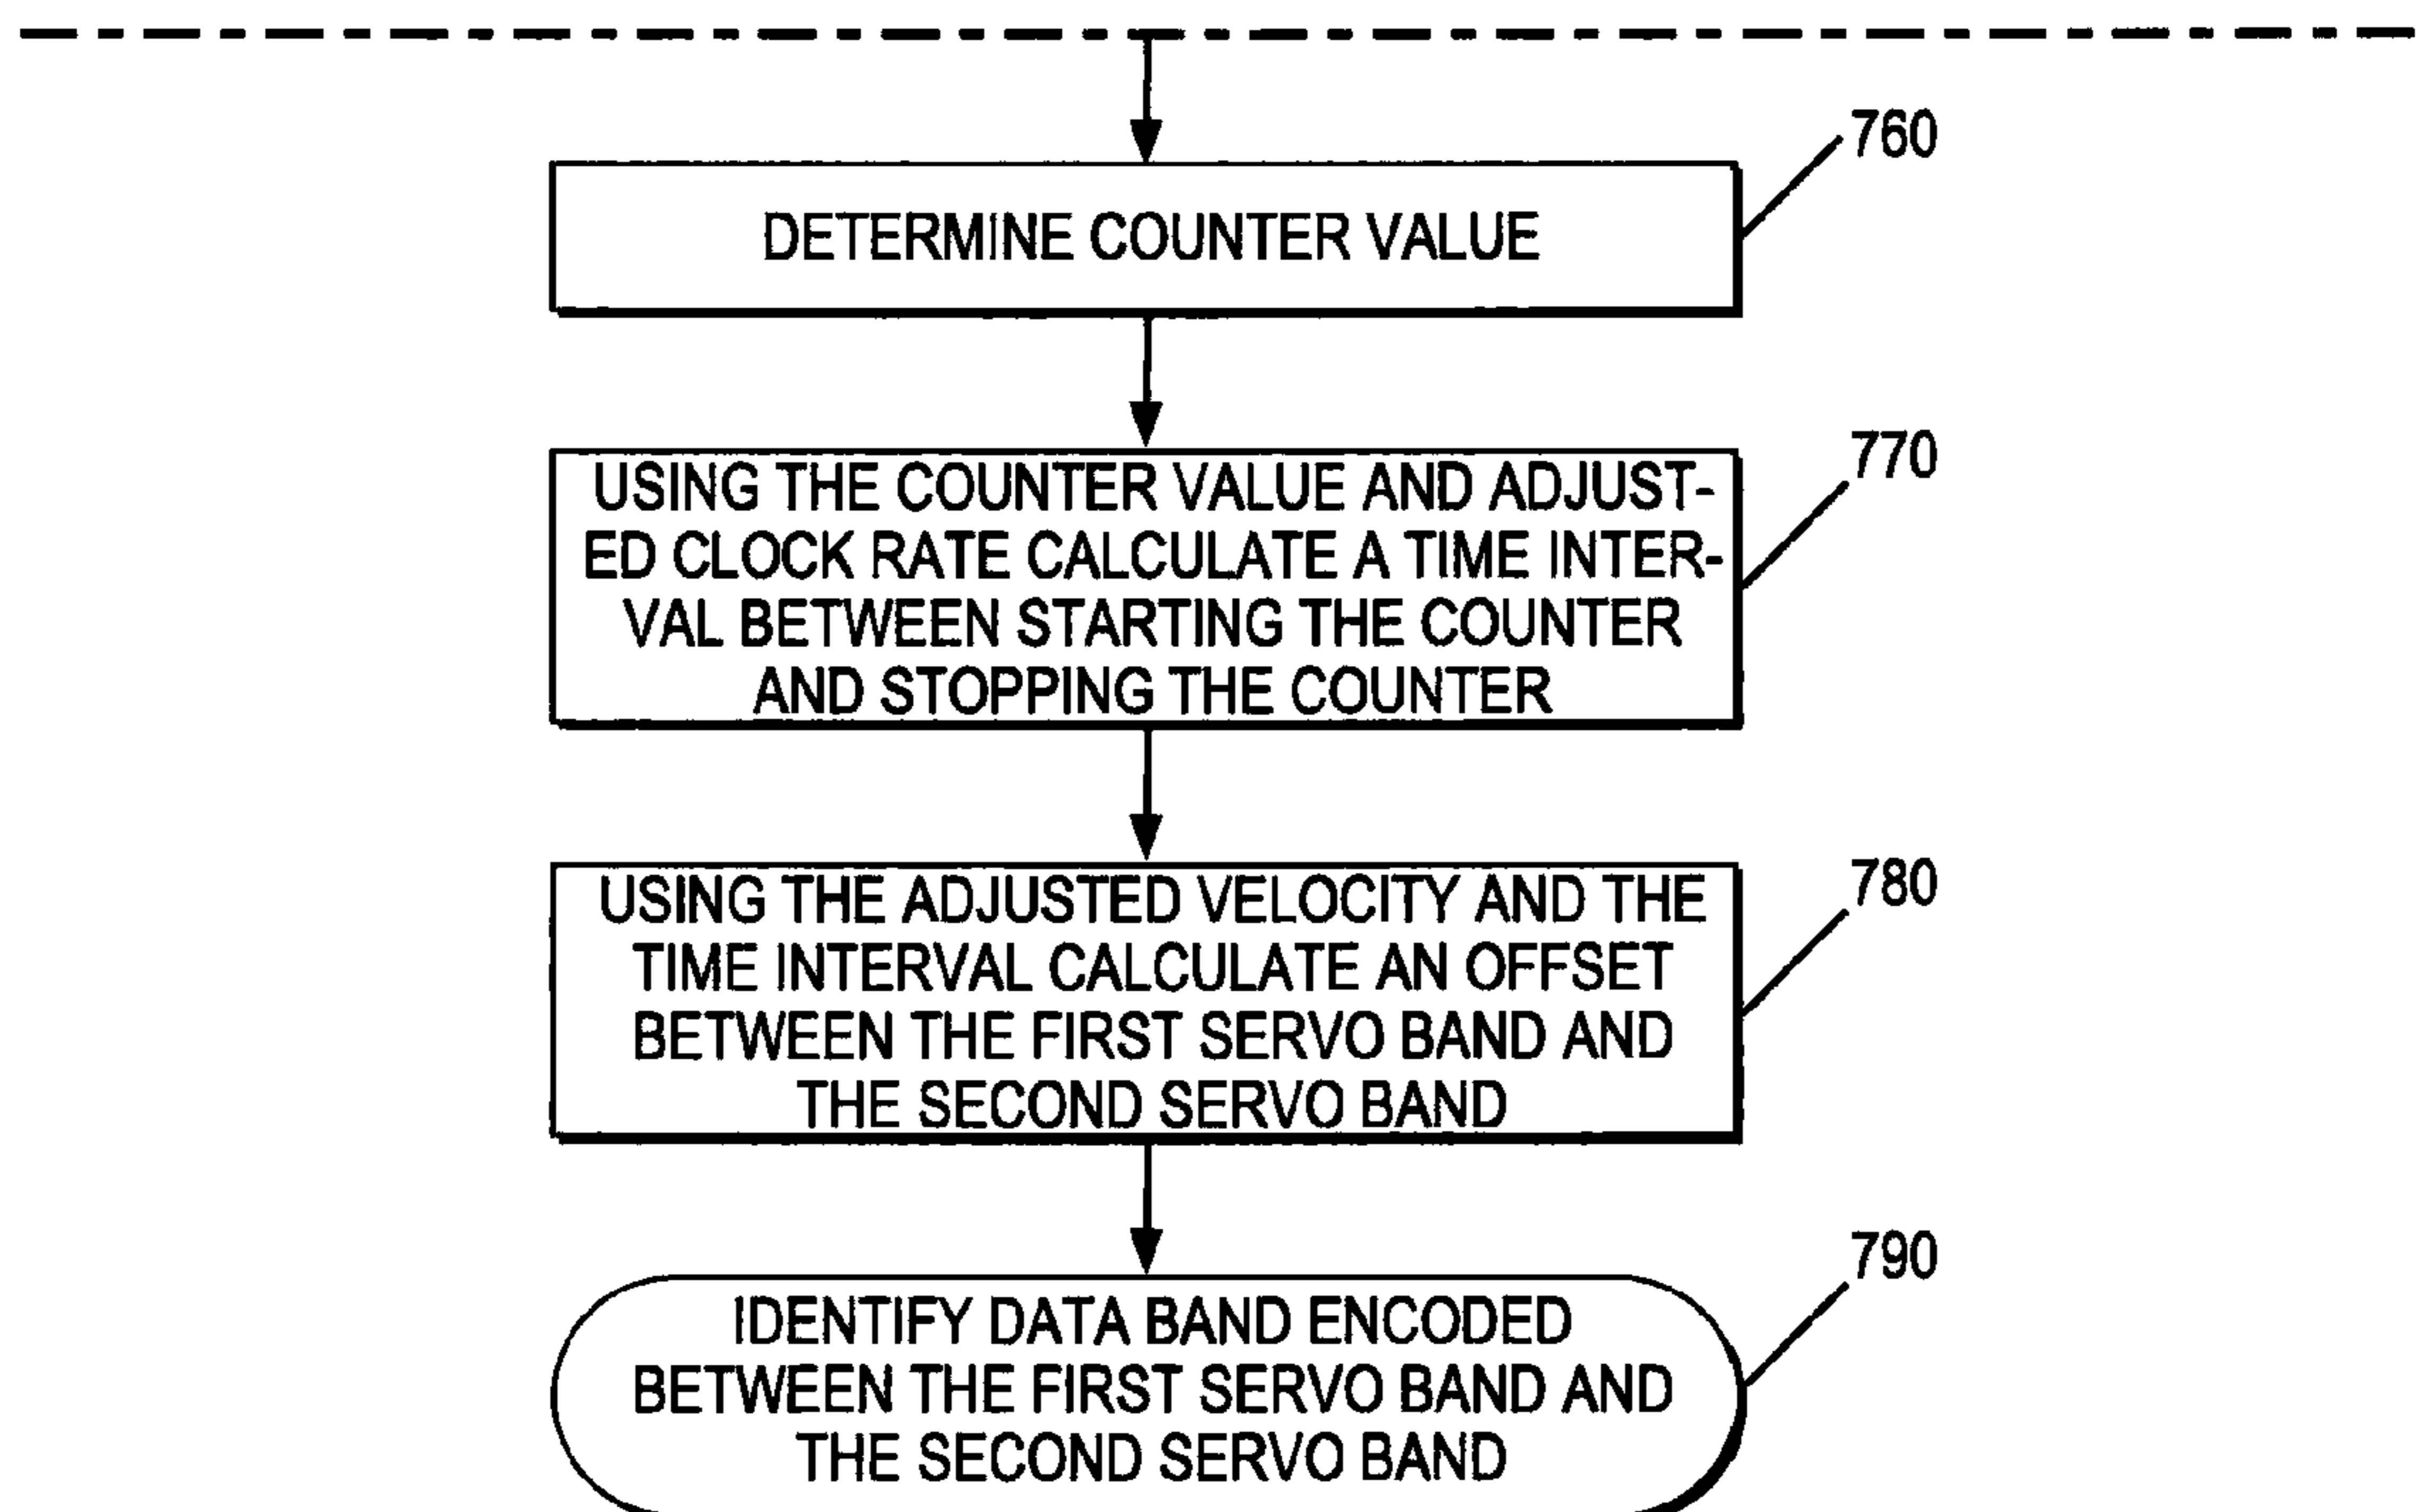 760
DETERMINE COUNTER VALUE
770
USING THE COUNTER VALUE AND ADJUST-
ED CLOCK RATE CALCULATE A TIME INTER-
VAL BETWEEN STARTING THE COUNTER
AND STOPPING THE COUNTER
780
USING THE ADJUSTED VELOCITY AND THE
TIME INTERVAL CALCULATE AN OFFSET
BETWEEN THE FIRST SERVO BAND AND
THE SECOND SERVO BAND
790
IDENTIFY DATA BAND ENCODED
BETWEEN THE FIRST SERVO BAND AND
THE SECOND SERVO BAND